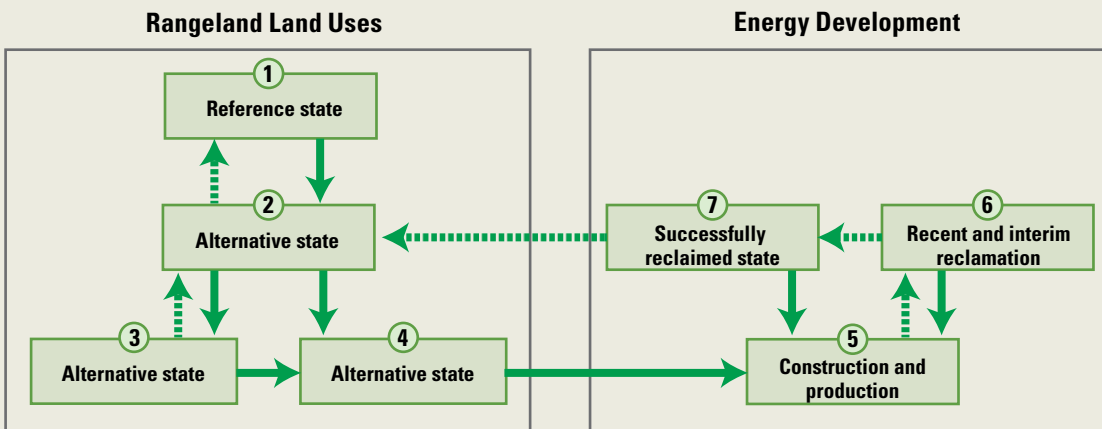 Rangeland Land Uses
1
Reference state
2
Alternative state
3
Alternative state
4
Alternative state
Energy Development
7
Successfully
reclaimed state
6
Recent and interim
reclamation
5
Construction and
production